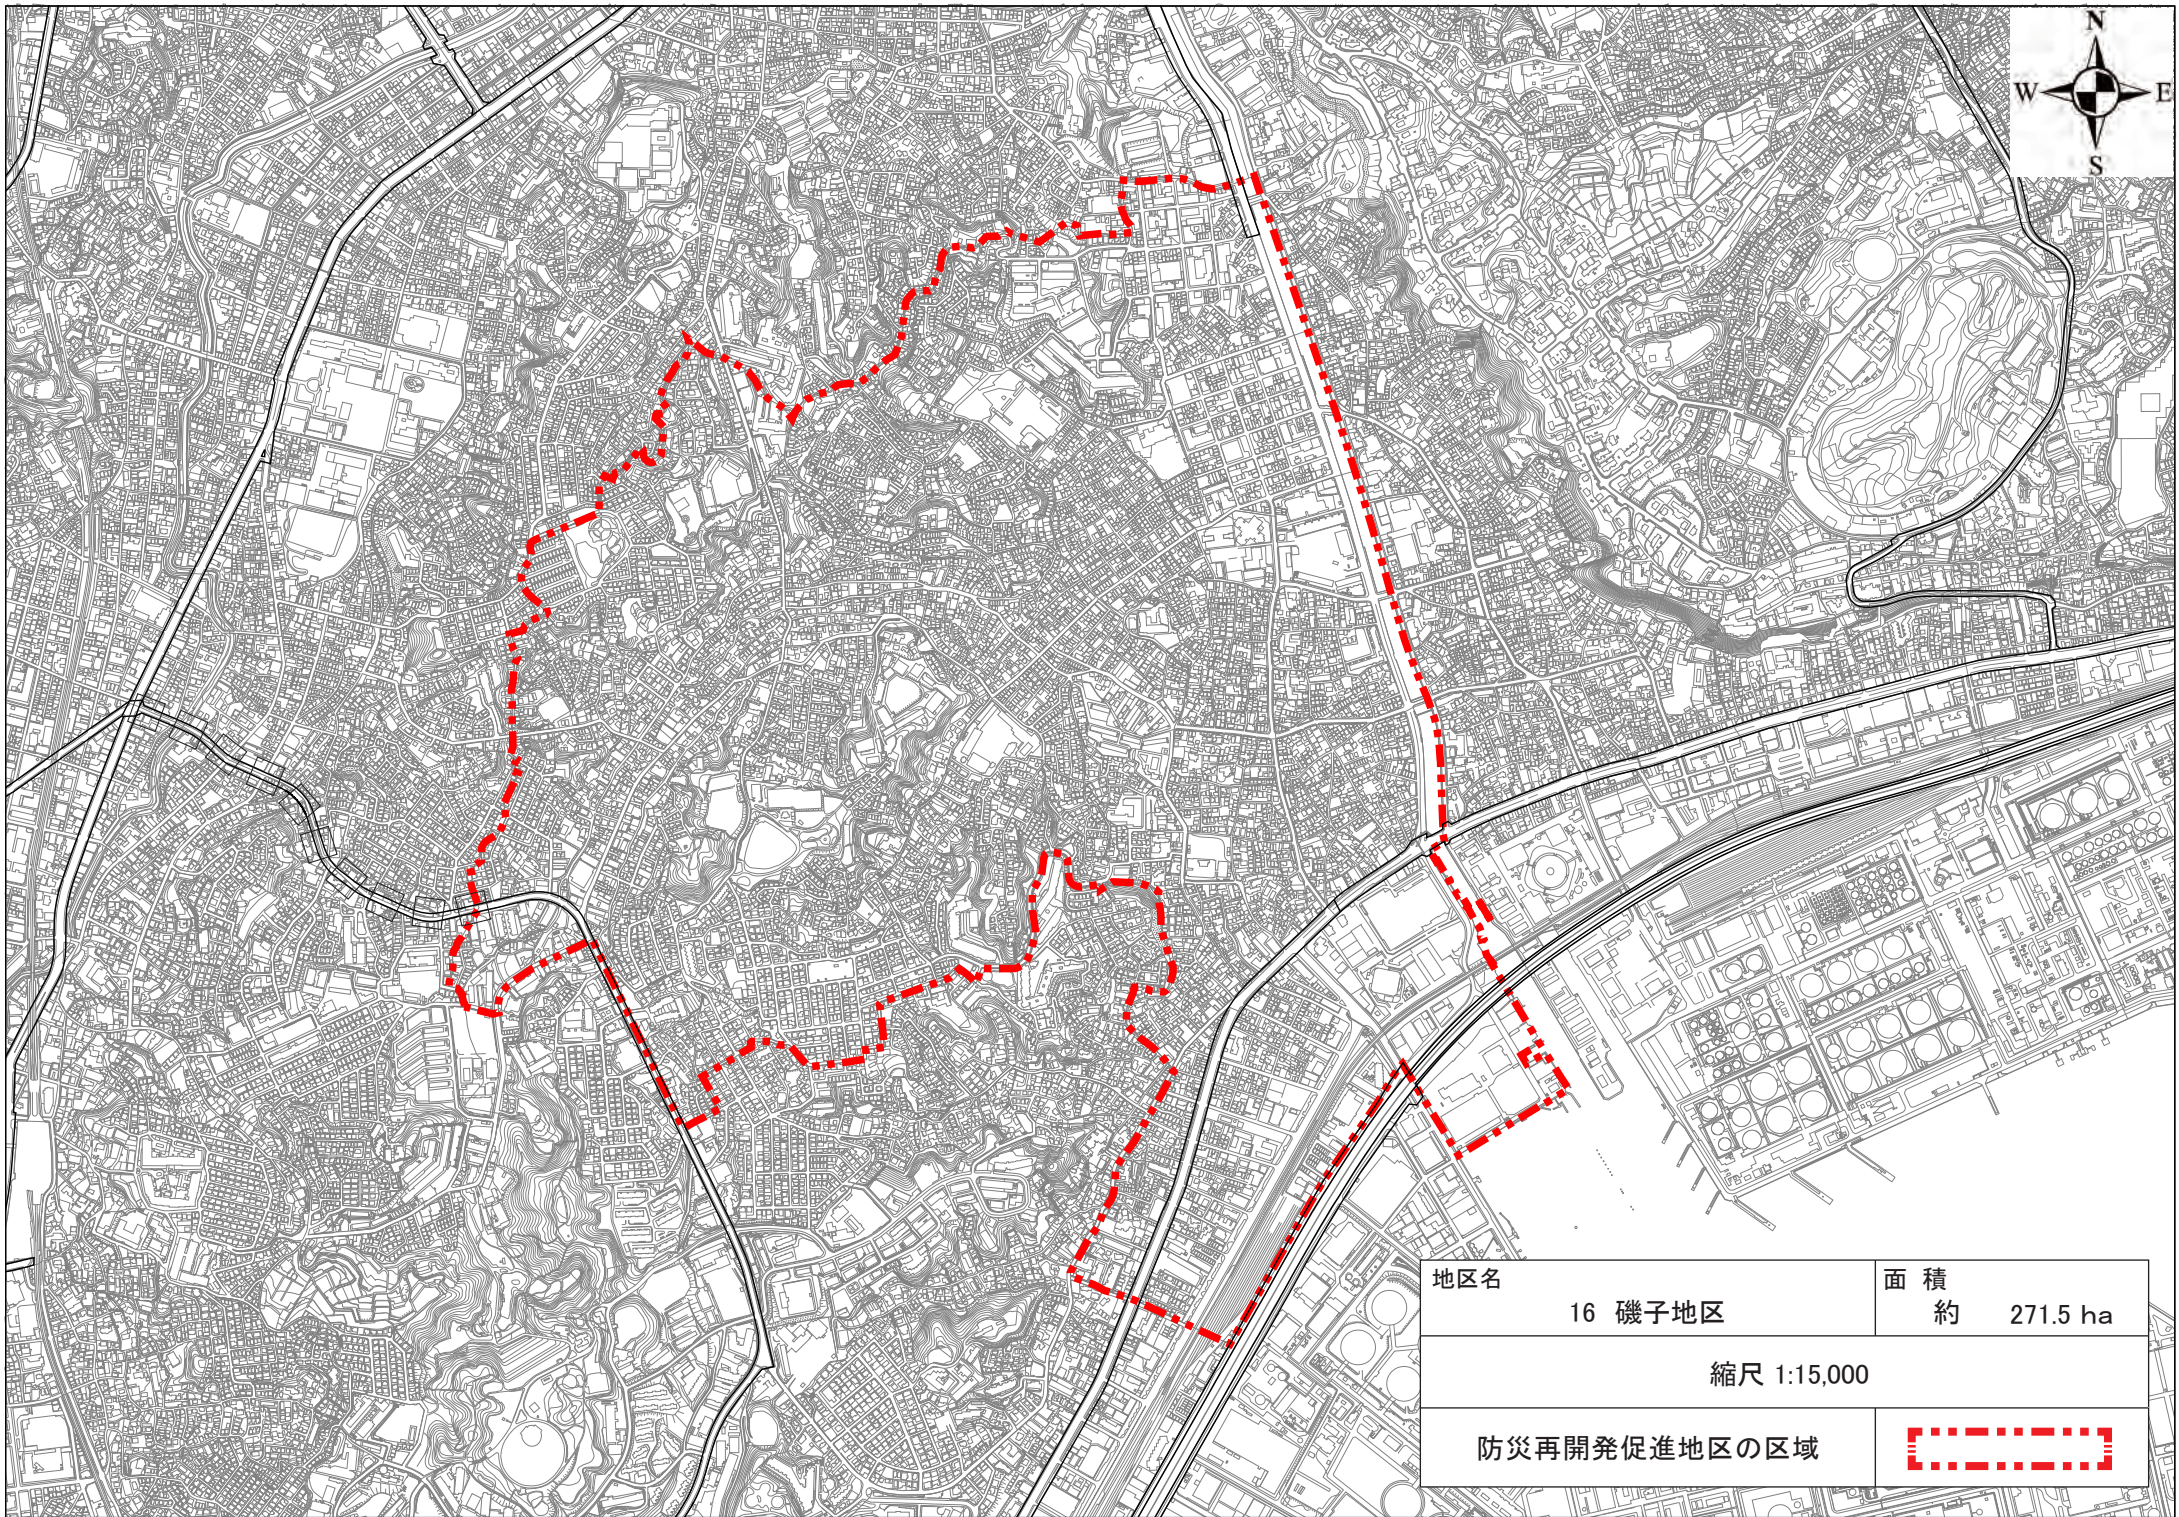 N
W E
S
地区名
16 磯子地区
面 積
約 271.5 ha
縮尺 1:15,000
防災再開発促進地区の区域